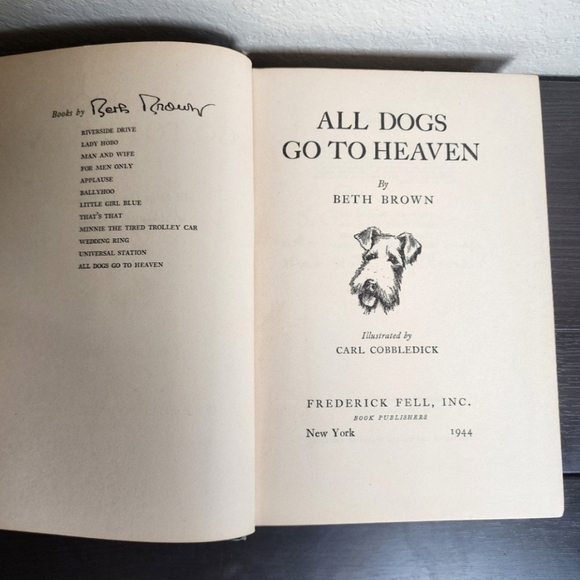 Books by Beth Brown
RIVERSIDE DRIVE
LADY HOBO
MAN AND WIFE
FOR MEN ONLY
APPLAUSE
BALLYHOO
LITTLE GIRL BLUE
THAT'S THAT
MINNIE THE TIRED TROLLEY CAR
WEDDING RING
UNIVERSAL STATION
ALL DOGS GO TO HEAVEN
ALL DOGS
GO TO HEAVEN
By
BETH BROWN
Illustrated by
CARL COBBLEDICK
FREDERICK FELL, INC.
BOOK PUBLISHERS
New York 1944